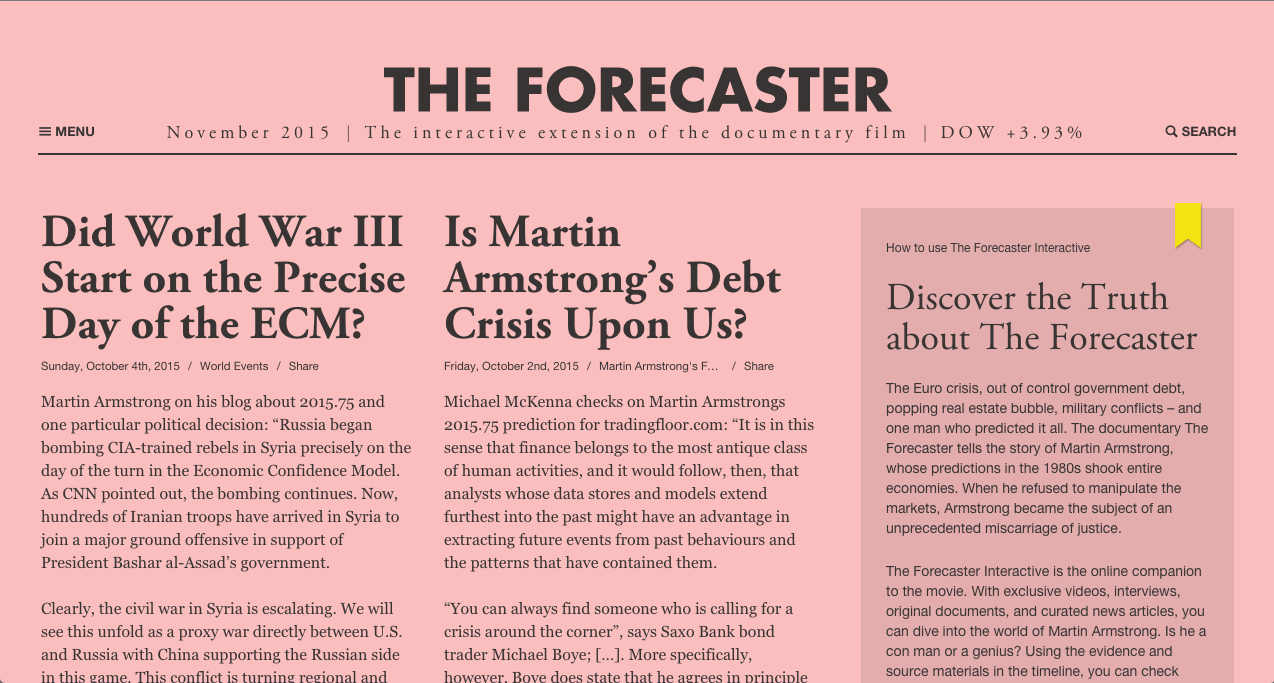 THE FORECASTER
MENU
November 2015 | The interactive extension of the documentary film | DOW +3.93%
SEARCH
Did World War III
Start on the Precise
Day of the ECM?
Sunday, October 4th, 2015 / World Events / Share
Martin Armstrong on his blog about 2015.75 and
one particular political decision: “Russia began
bombing CIA-trained rebels in Syria precisely on the
day of the turn in the Economic Confidence Model.
As CNN pointed out, the bombing continues. Now,
hundreds of Iranian troops have arrived in Syria to
join a major ground offensive in support of
President Bashar al-Assad’s government.
Clearly, the civil war in Syria is escalating. We will
see this unfold as a proxy war directly between U.S.
and Russia with China supporting the Russian side
in this game. This conflict is turning regional and
Is Martin
Armstrong’s Debt
Crisis Upon Us?
Friday, October 2nd, 2015 / Martin Armstrong's F... / Share
Michael McKenna checks on Martin Armstrongs
2015.75 prediction for tradingfloor.com: “It is in this
sense that finance belongs to the most antique class
of human activities, and it would follow, then, that
analysts whose data stores and models extend
furthest into the past might have an advantage in
extracting future events from past behaviours and
the patterns that have contained them.
“You can always find someone who is calling for a
crisis around the corner”, says Saxo Bank bond
trader Michael Boye; [...]. More specifically,
however, Boye does state that he agrees in principle
How to use The Forecaster Interactive
Discover the Truth
about The Forecaster
The Euro crisis, out of control government debt,
popping real estate bubble, military conflicts – and
one man who predicted it all. The documentary The
Forecaster tells the story of Martin Armstrong,
whose predictions in the 1980s shook entire
economies. When he refused to manipulate the
markets, Armstrong became the subject of an
unprecedented miscarriage of justice.
The Forecaster Interactive is the online companion
to the movie. With exclusive videos, interviews,
original documents, and curated news articles, you
can dive into the world of Martin Armstrong. Is he a
con man or a genius? Using the evidence and
source materials in the timeline, you can check